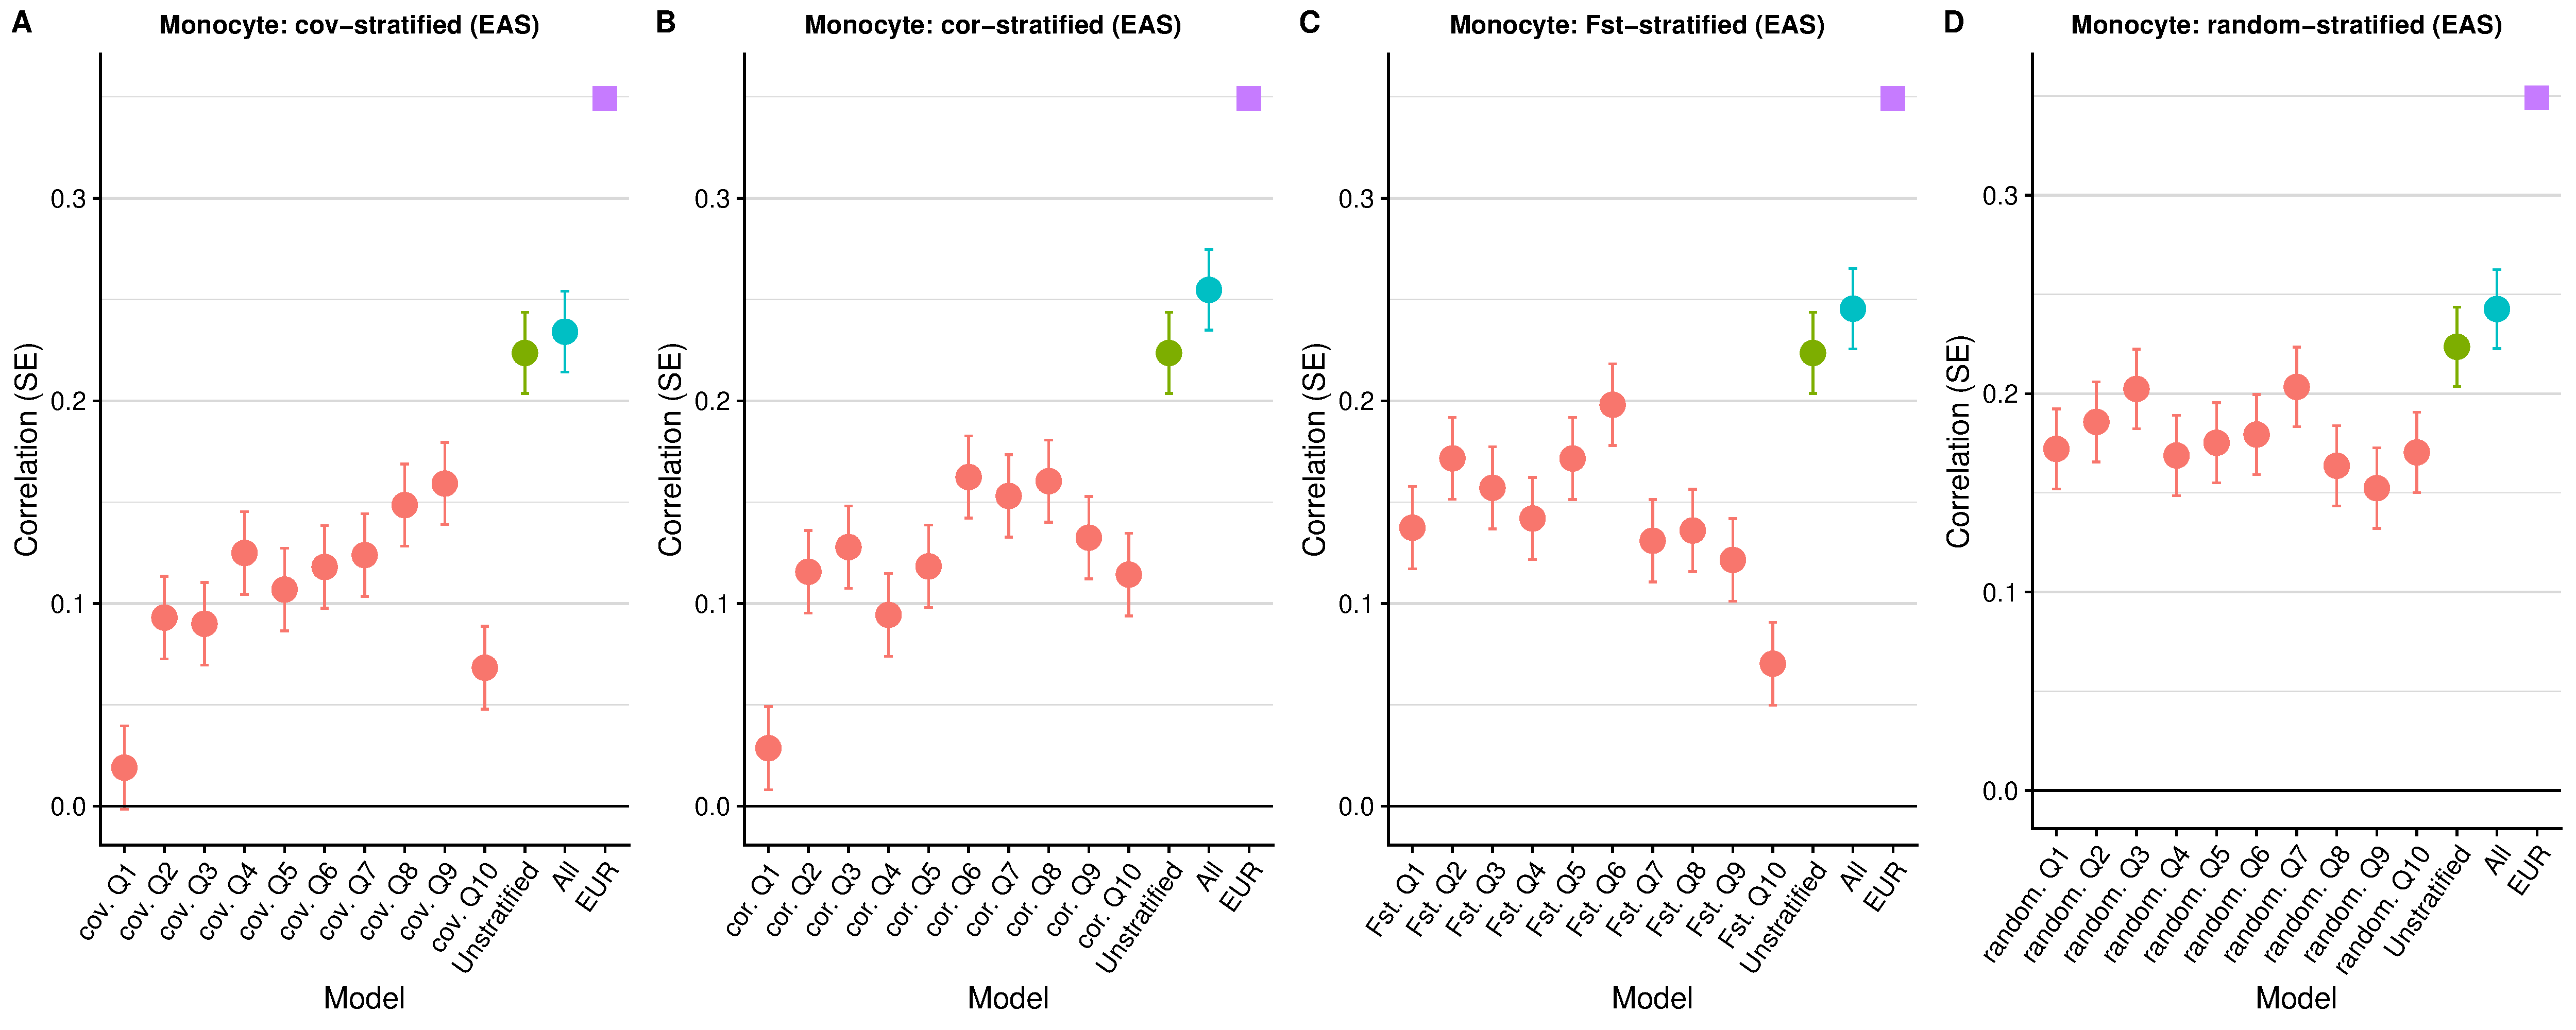 A
Monocyte: cov−stratified (EAS)
Correlation (SE)
0.3
0.2
0.1
0.0
cov. Q1
cov. Q2
cov. Q3
cov. Q4
cov. Q5
cov. Q6
cov. Q7
cov. Q8
cov. Q9
cov. Q10
Unstratified
All
EUR
Model
B
Monocyte: cor−stratified (EAS)
Correlation (SE)
0.3
0.2
0.1
0.0
cor. Q1
cor. Q2
cor. Q3
cor. Q4
cor. Q5
cor. Q6
cor. Q7
cor. Q8
cor. Q9
cor. Q10
Unstratified
All
EUR
Model
C
Monocyte: Fst−stratified (EAS)
Correlation (SE)
0.3
0.2
0.1
0.0
Fst. Q1
Fst. Q2
Fst. Q3
Fst. Q4
Fst. Q5
Fst. Q6
Fst. Q7
Fst. Q8
Fst. Q9
Fst. Q10
Unstratified
All
EUR
Model
D
Monocyte: random−stratified (EAS)
Correlation (SE)
0.3
0.2
0.1
0.0
random. Q1
random. Q2
random. Q3
random. Q4
random. Q5
random. Q6
random. Q7
random. Q8
random. Q9
random. Q10
Unstratified
All
EUR
Model